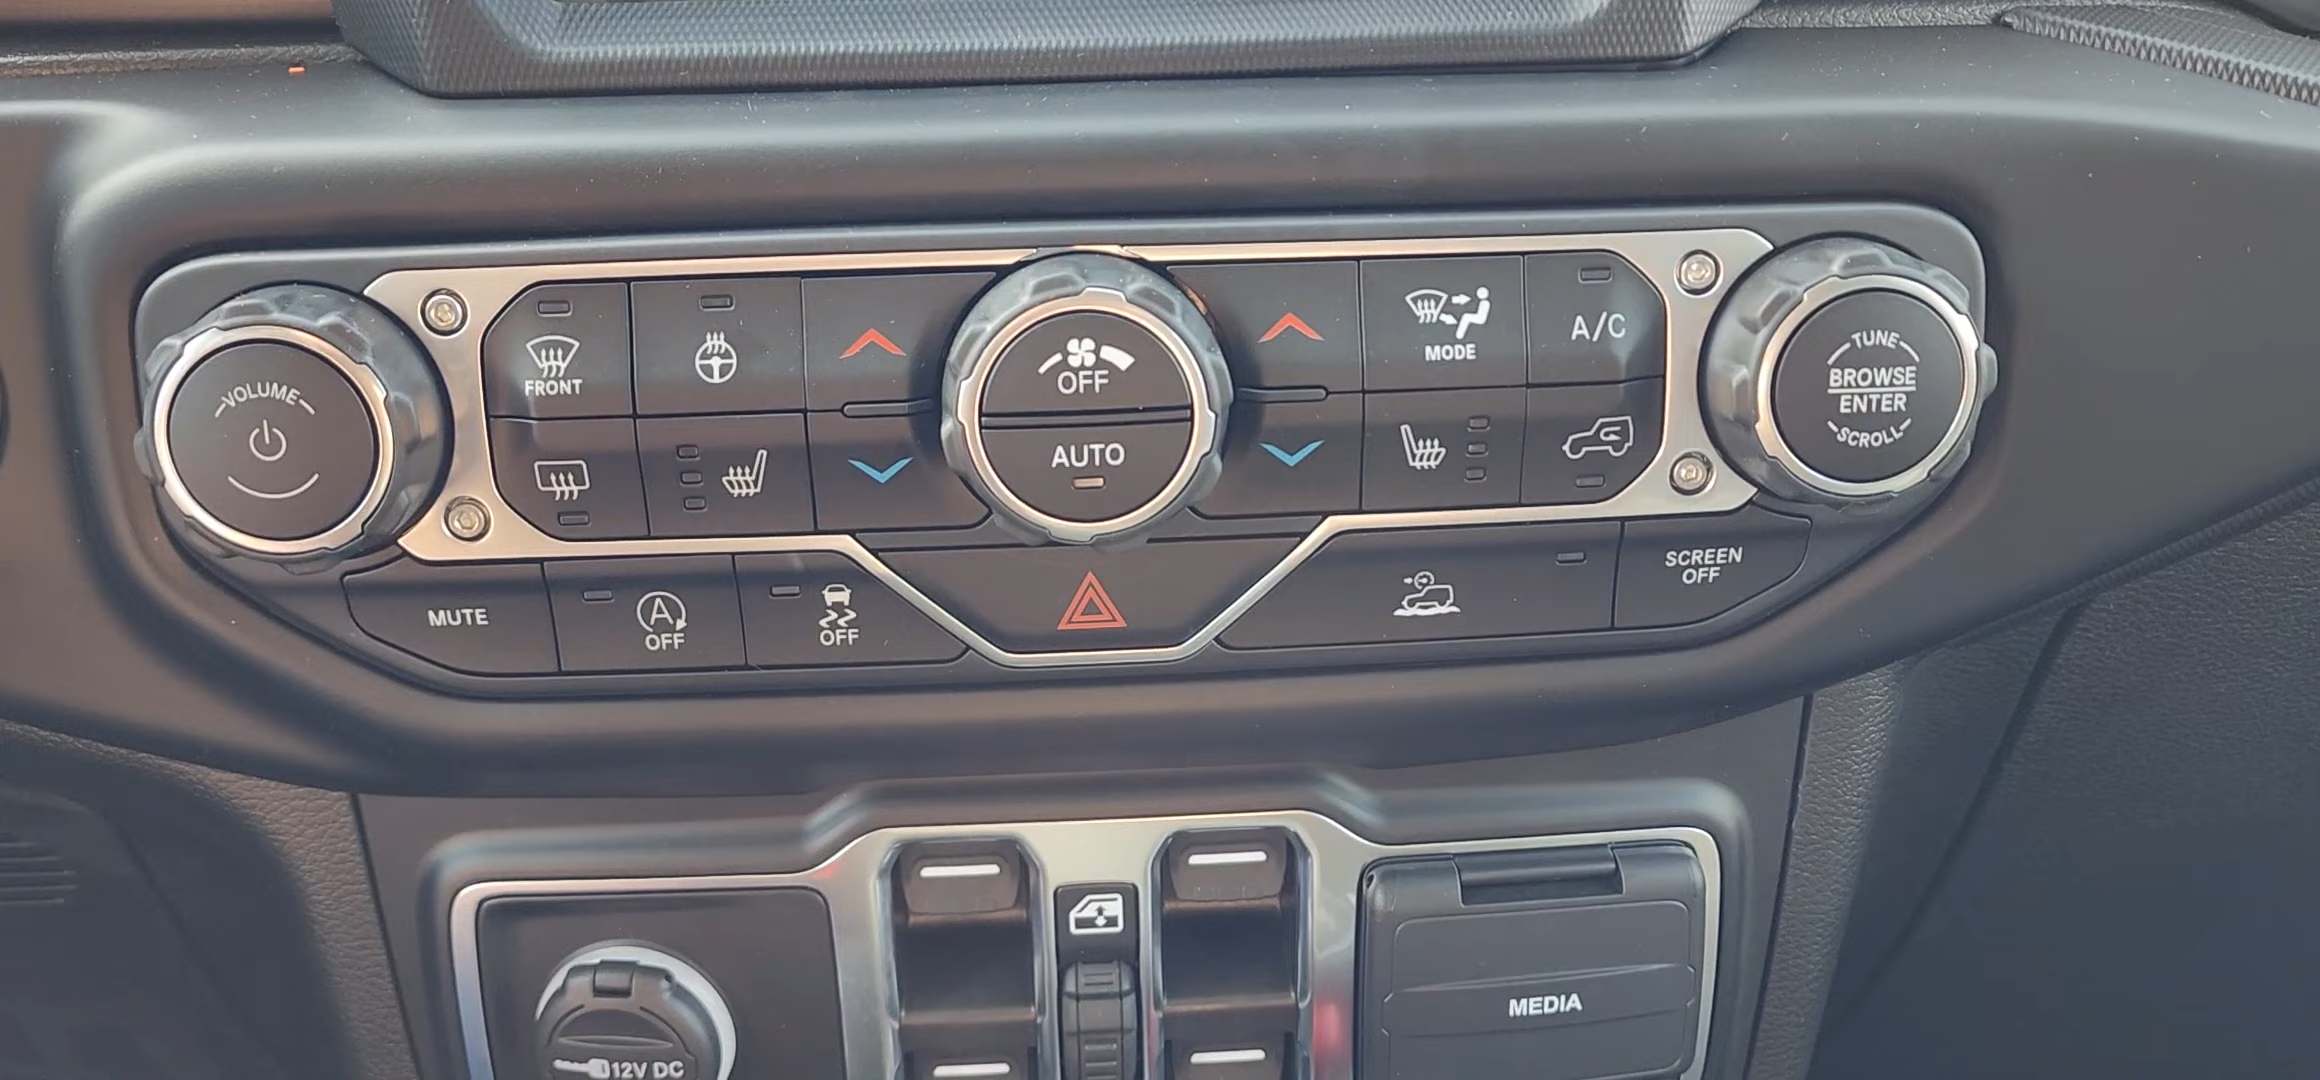 VOLUME
FRONT
OFF
AUTO
MODE
A/C
TUNE
BROWSE
ENTER
SCROLL
MUTE
A
OFF
OFF
SCREEN
OFF
12V DC
MEDIA